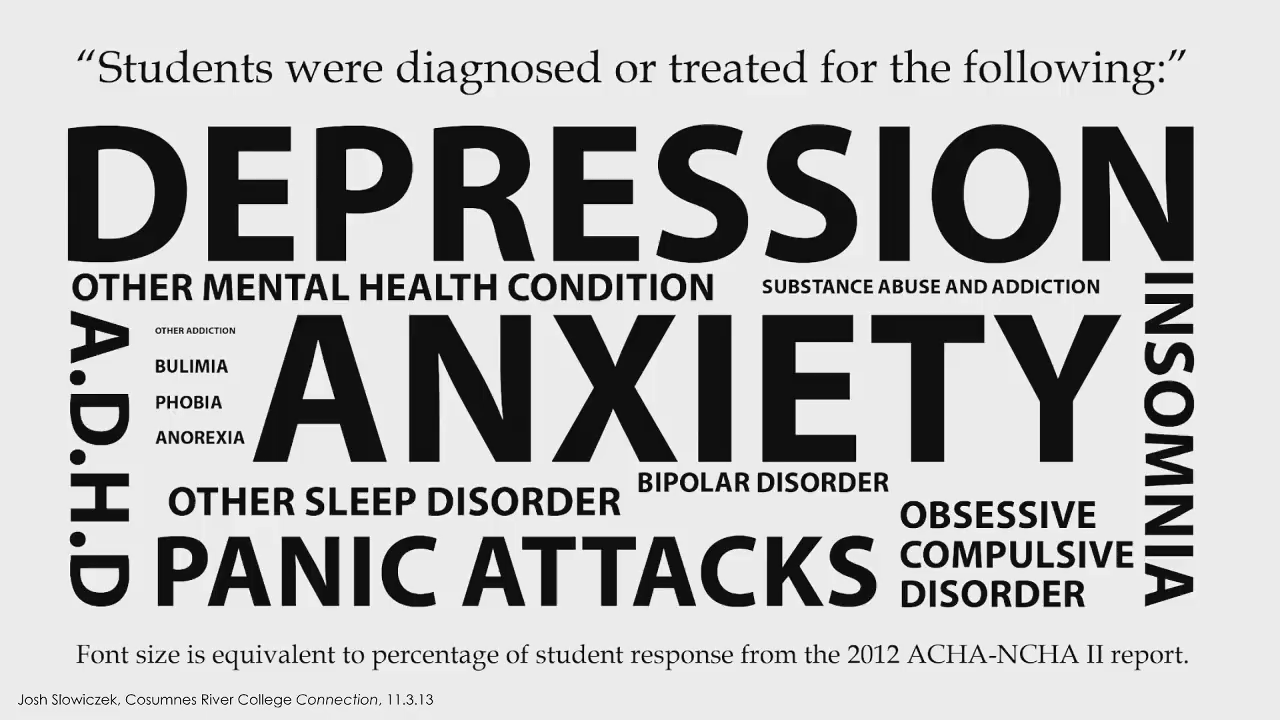 “Students were diagnosed or treated for the following:”
DEPRESSION
OTHER MENTAL HEALTH CONDITION
SUBSTANCE ABUSE AND ADDICTION
A.D.H.D
OTHER ADDICTION
BULIMIA
PHOBIA
ANOREXIA
ANXIETY
INSOMNIA
OTHER SLEEP DISORDER
BIPOLAR DISORDER
PANIC ATTACKS
OBSESSIVE
COMPULSIVE
DISORDER
Font size is equivalent to percentage of student response from the 2012 ACHA-NCHA II report.
Josh Slowiczek, Cosumnes River College Connection, 11.3.13